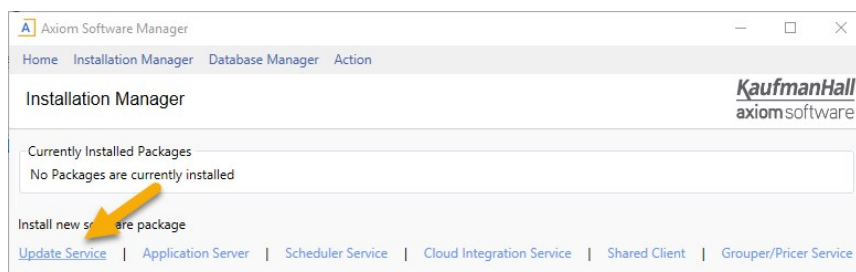 A Axiom Software Manager
Home Installation Manager Database Manager Action
Installation Manager
KaufmanHall
axiom software
Currently Installed Packages
No Packages are currently installed
Install new software package
Update Service | Application Server | Scheduler Service | Cloud Integration Service | Shared Client | Grouper/Pricer Service